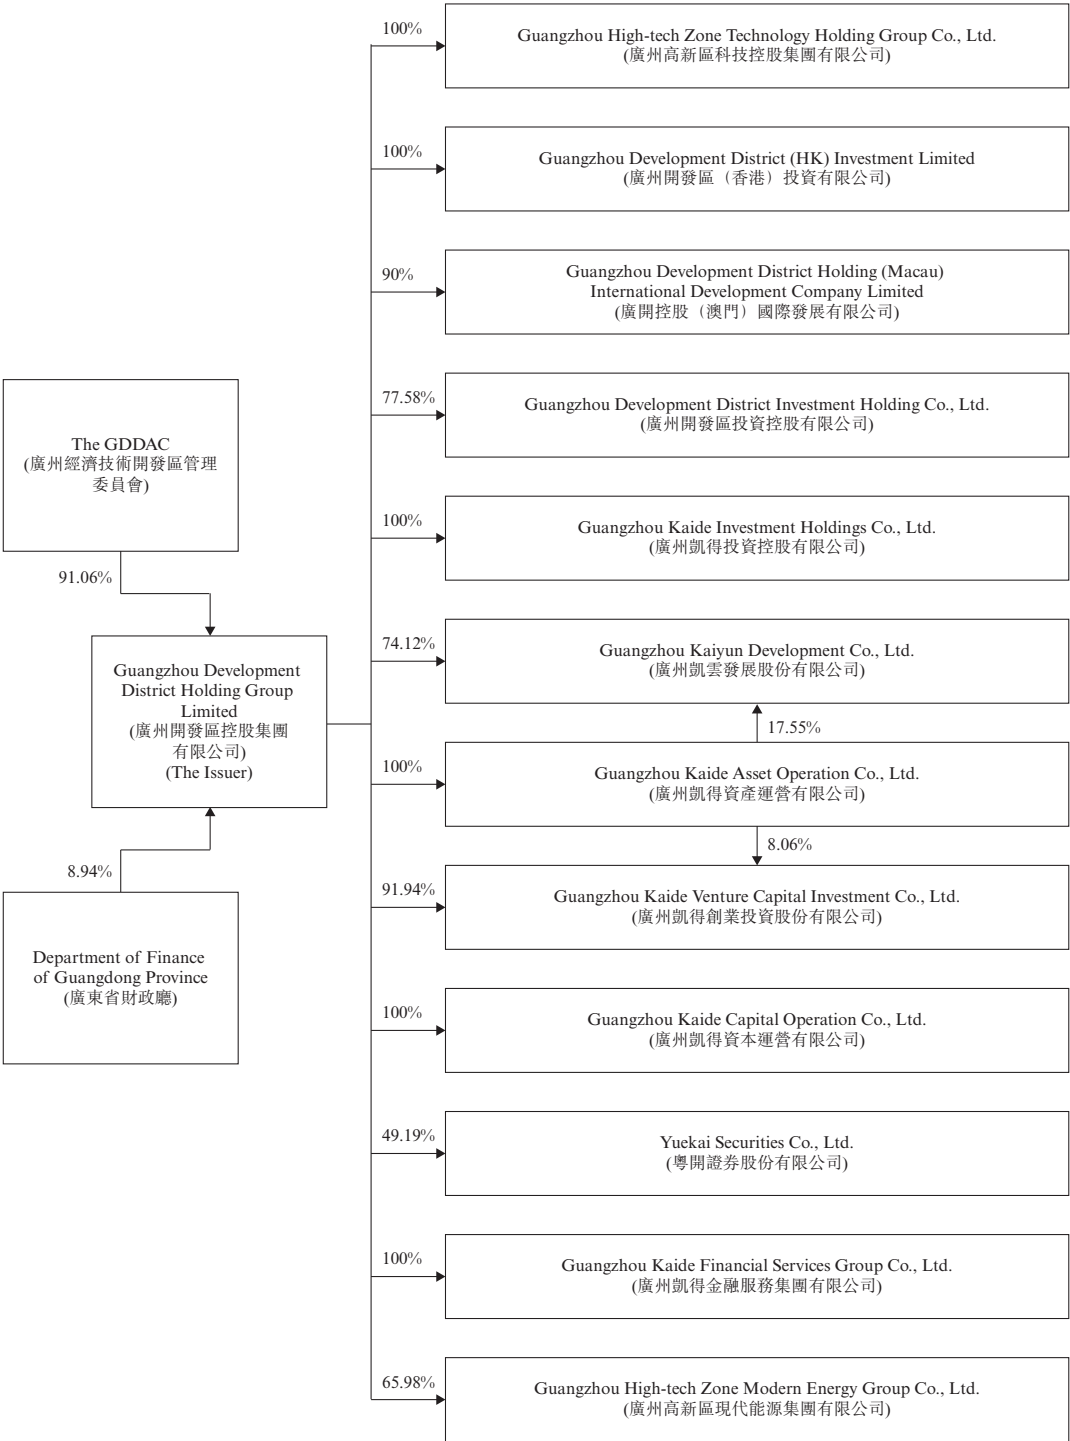 100%
Guangzhou High-tech Zone Technology Holding Group Co., Ltd.
(廣州高新區科技控股集團有限公司)
100%
Guangzhou Development District (HK) Investment Limited
(廣州開發區（香港）投資有限公司)
90%
Guangzhou Development District Holding (Macau)
International Development Company Limited
(廣開控股（澳門）國際發展有限公司)
77.58%
Guangzhou Development District Investment Holding Co., Ltd.
(廣州開發區投資控股有限公司)
The GDDAC
(廣州經濟技術開發區管理
委員會)
91.06%
100%
Guangzhou Kaide Investment Holdings Co., Ltd.
(廣州凱得投資控股有限公司)
74.12%
Guangzhou Kaiyun Development Co., Ltd.
(廣州凱雲發展股份有限公司)
Guangzhou Development
District Holding Group
Limited
(廣州開發區控股集團
有限公司)
(The Issuer)
17.55%
100%
Guangzhou Kaide Asset Operation Co., Ltd.
(廣州凱得資產運營有限公司)
8.06%
8.94%
91.94%
Guangzhou Kaide Venture Capital Investment Co., Ltd.
(廣州凱得創業投資股份有限公司)
Department of Finance
of Guangdong Province
(廣東省財政廳)
100%
Guangzhou Kaide Capital Operation Co., Ltd.
(廣州凱得資本運營有限公司)
49.19%
Yuekai Securities Co., Ltd.
(粵開證券股份有限公司)
100%
Guangzhou Kaide Financial Services Group Co., Ltd.
(廣州凱得金融服務集團有限公司)
65.98%
Guangzhou High-tech Zone Modern Energy Group Co., Ltd.
(廣州高新區現代能源集團有限公司)